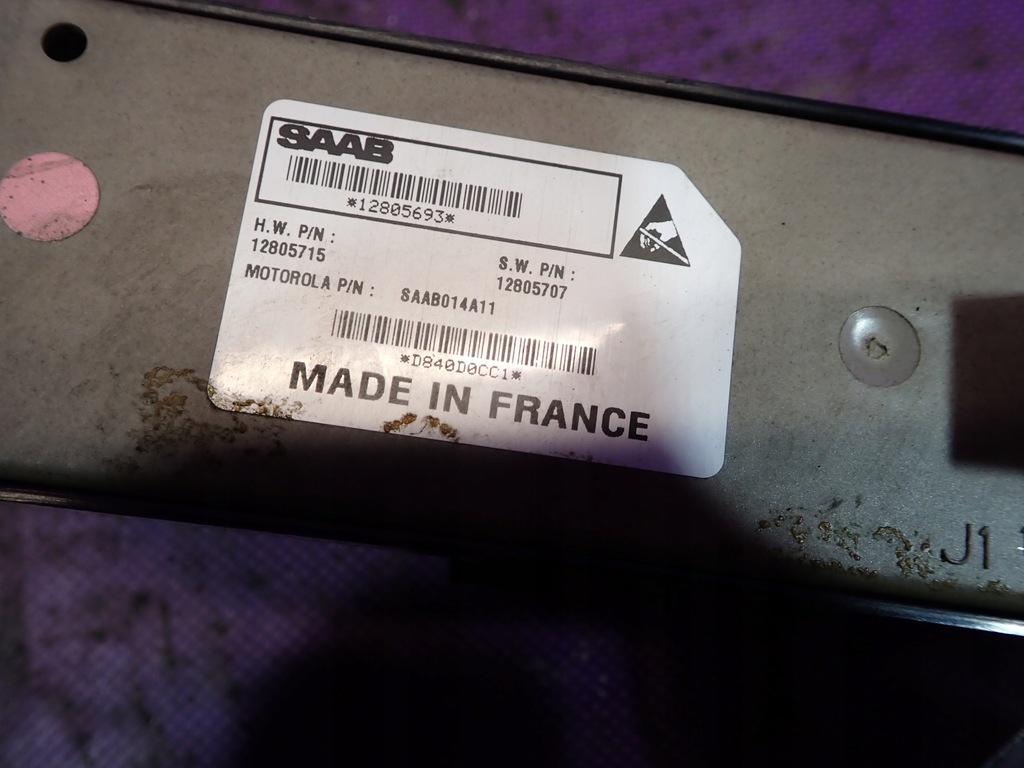 SAAB
*12805693*
H.W. P/N :
12805715
S.W. P/N :
12805707
MOTOROLA P/N : SAAB014A11
*D840D0CC1*
MADE IN FRANCE
J1